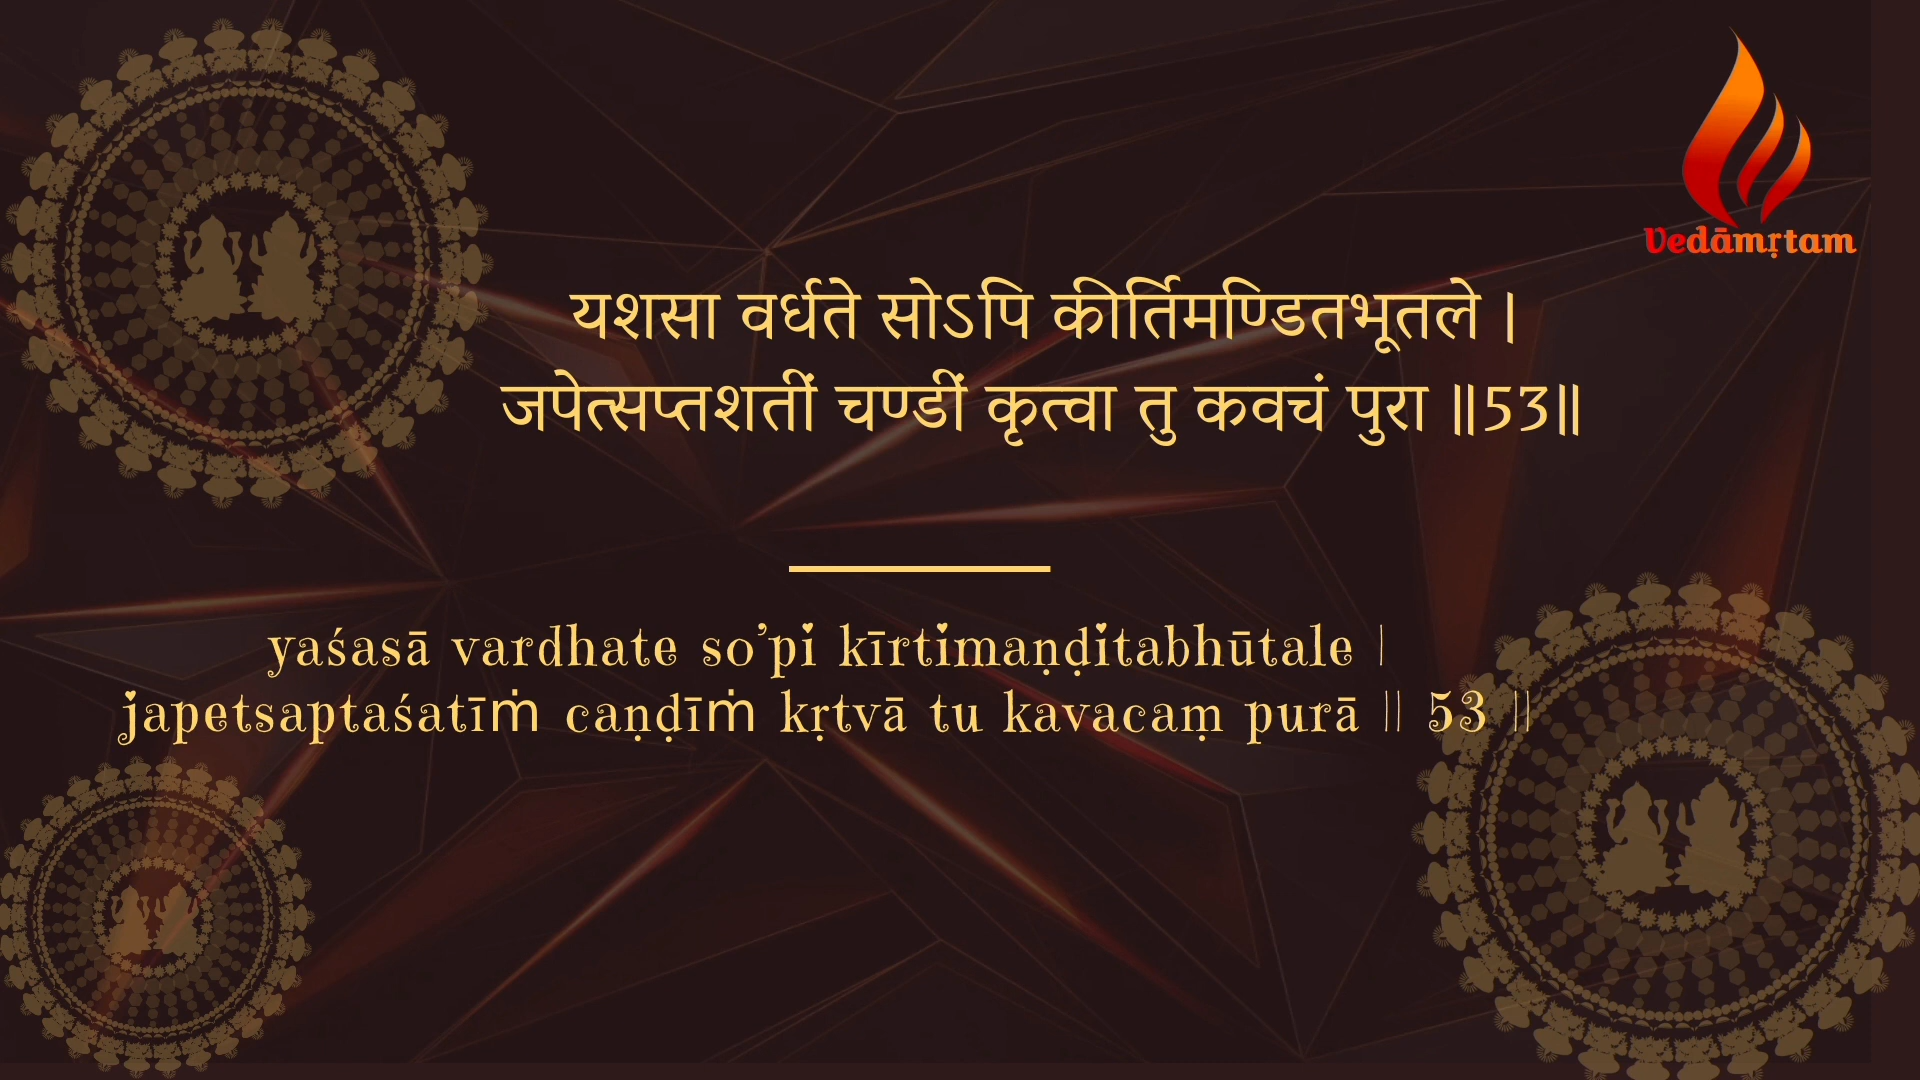 Vedāmṛtam
यशसा वर्धते सोऽपि कीर्तिमण्डितभूतले ।
जपेत्सप्तशतीं चण्डीं कृत्वा तु कवचं पुरा ॥53॥
yaśasā vardhate so’pi kīrtimaṇḍitabhūtale |
japetsaptaśatīṁ caṇḍīṁ kṛtvā tu kavacaṃ purā || 53 ||